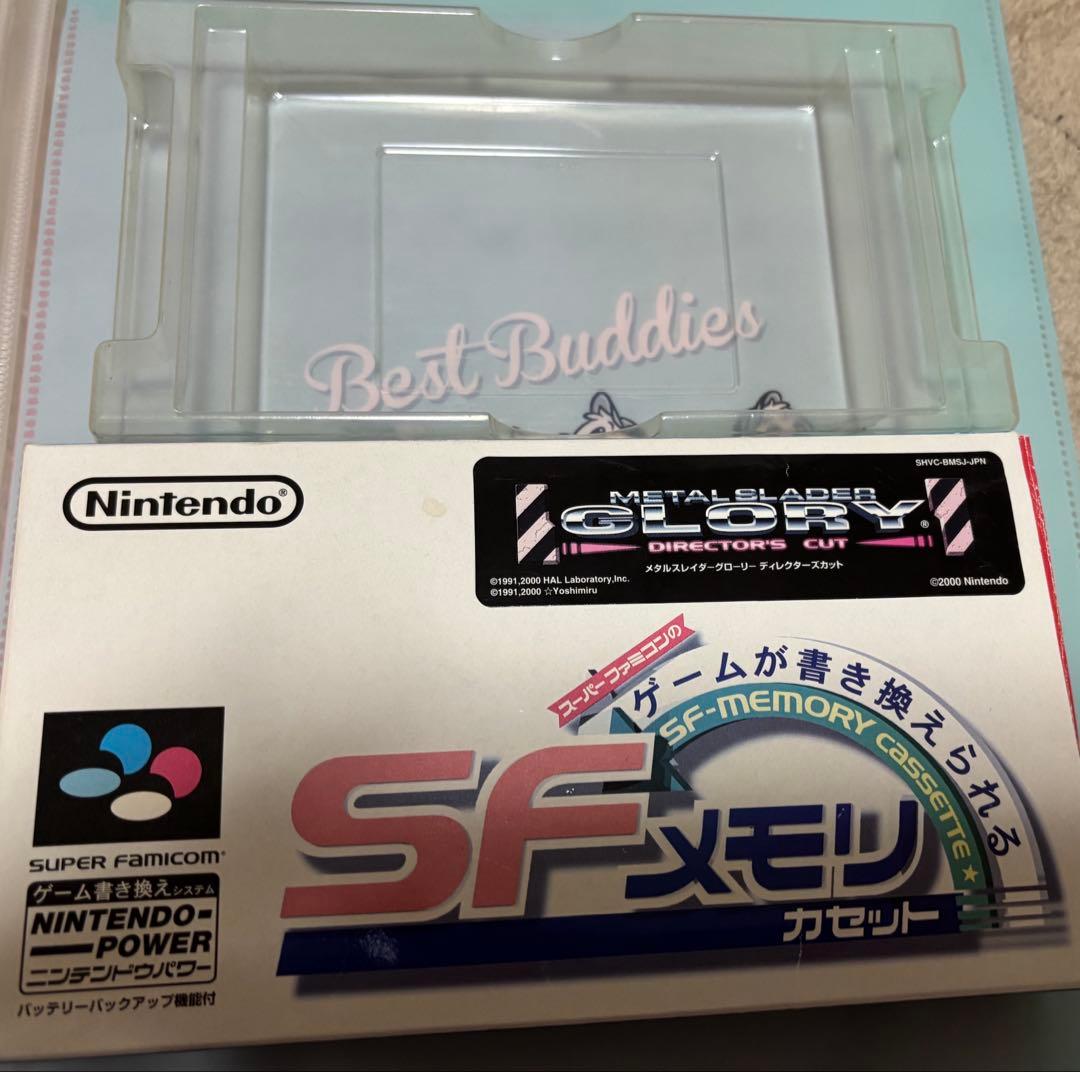 Best Buddies
Nintendo®
SHVC-BMSJ-JPN
METAL SLADER
GLORY®
DIRECTOR'S CUT
メタルスレイダーグローリー ディレクターズカット
©1991,2000 HAL Laboratory,Inc.
©1991,2000 ☆Yoshimiru
©2000 Nintendo
スーパーファミコンの
ゲームが書き換えられる
SF-MEMORY CASSETTE ★
SFメモリ
カセット
SUPER FAMICOM®
ゲーム書き換えシステム
NINTENDO-
POWER
ニンテンドウパワー
バッテリーバックアップ機能付